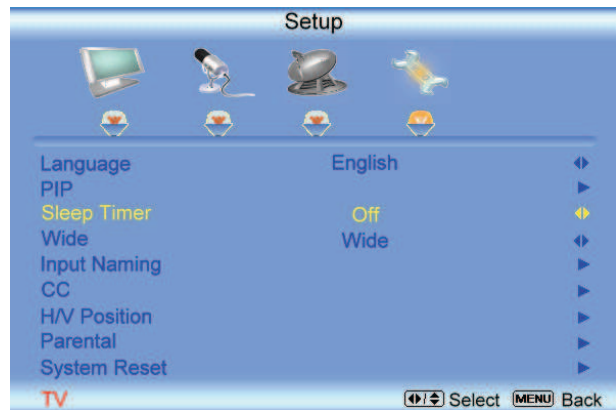 Setup
Language English
PIP
Sleep Timer Off
Wide Wide
Input Naming
CC
H/V Position
Parental
System Reset
TV Select MENU Back